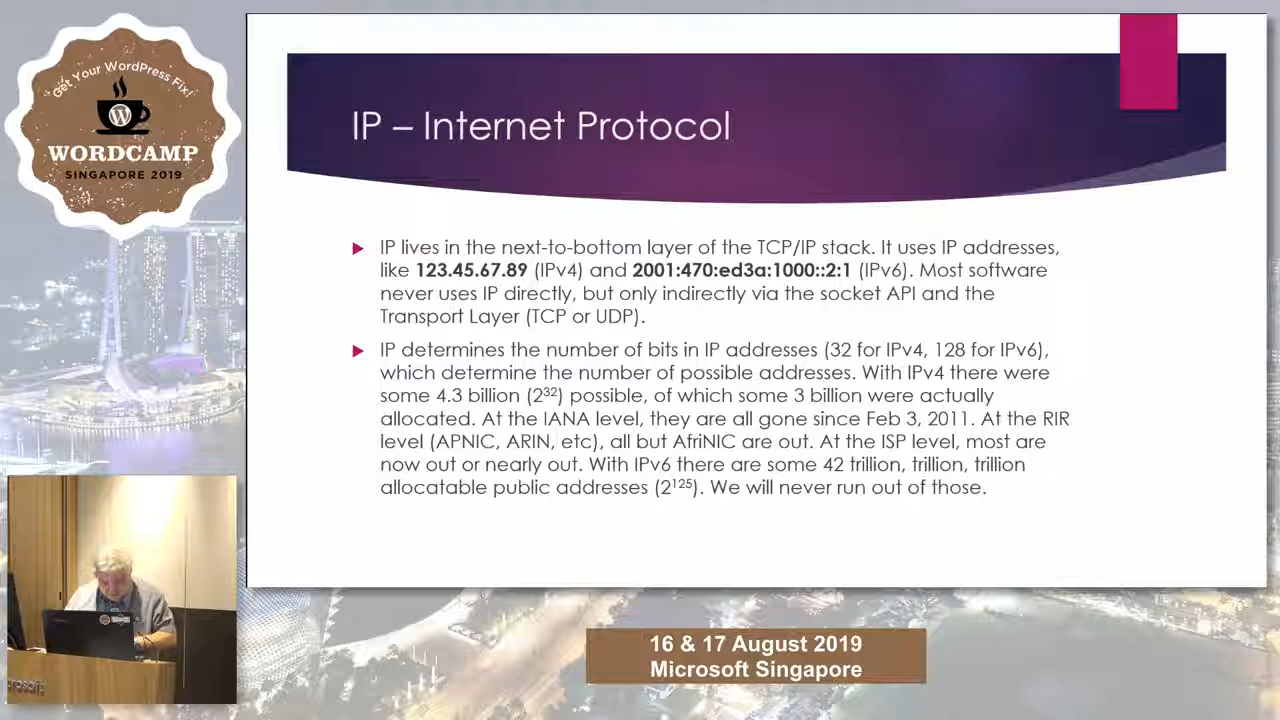 Get Your WordPress Fix!
WORDCAMP
SINGAPORE 2019
IP – Internet Protocol
IP lives in the next-to-bottom layer of the TCP/IP stack. It uses IP addresses,
like 123.45.67.89 (IPv4) and 2001:470:ed3a:1000::2:1 (IPv6). Most software
never uses IP directly, but only indirectly via the socket API and the
Transport Layer (TCP or UDP).
IP determines the number of bits in IP addresses (32 for IPv4, 128 for IPv6),
which determine the number of possible addresses. With IPv4 there were
some 4.3 billion (2³²) possible, of which some 3 billion were actually
allocated. At the IANA level, they are all gone since Feb 3, 2011. At the RIR
level (APNIC, ARIN, etc), all but AfriNIC are out. At the ISP level, most are
now out or nearly out. With IPv6 there are some 42 trillion, trillion, trillion
allocatable public addresses (2¹²⁵). We will never run out of those.
16 & 17 August 2019
Microsoft Singapore